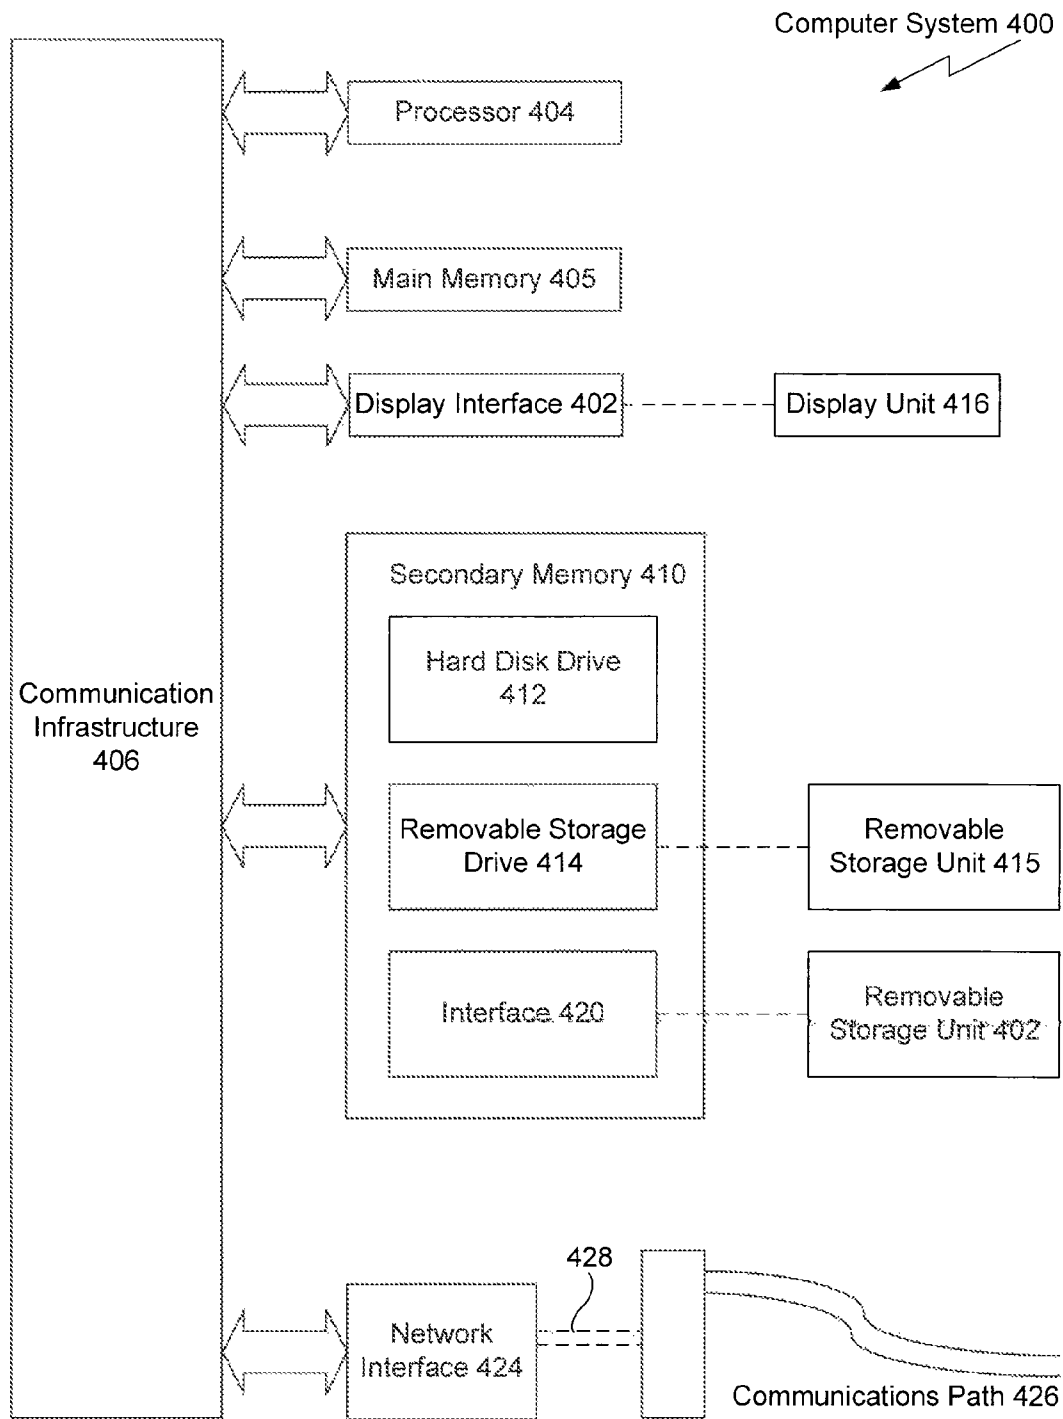 Computer System 400
Processor 404
Main Memory 405
Display Interface 402
Display Unit 416
Secondary Memory 410
Hard Disk Drive
412
Communication
Infrastructure
406
Removable Storage
Drive 414
Removable
Storage Unit 415
Interface 420
Removable
Storage Unit 402
428
Network
Interface 424
Communications Path 426